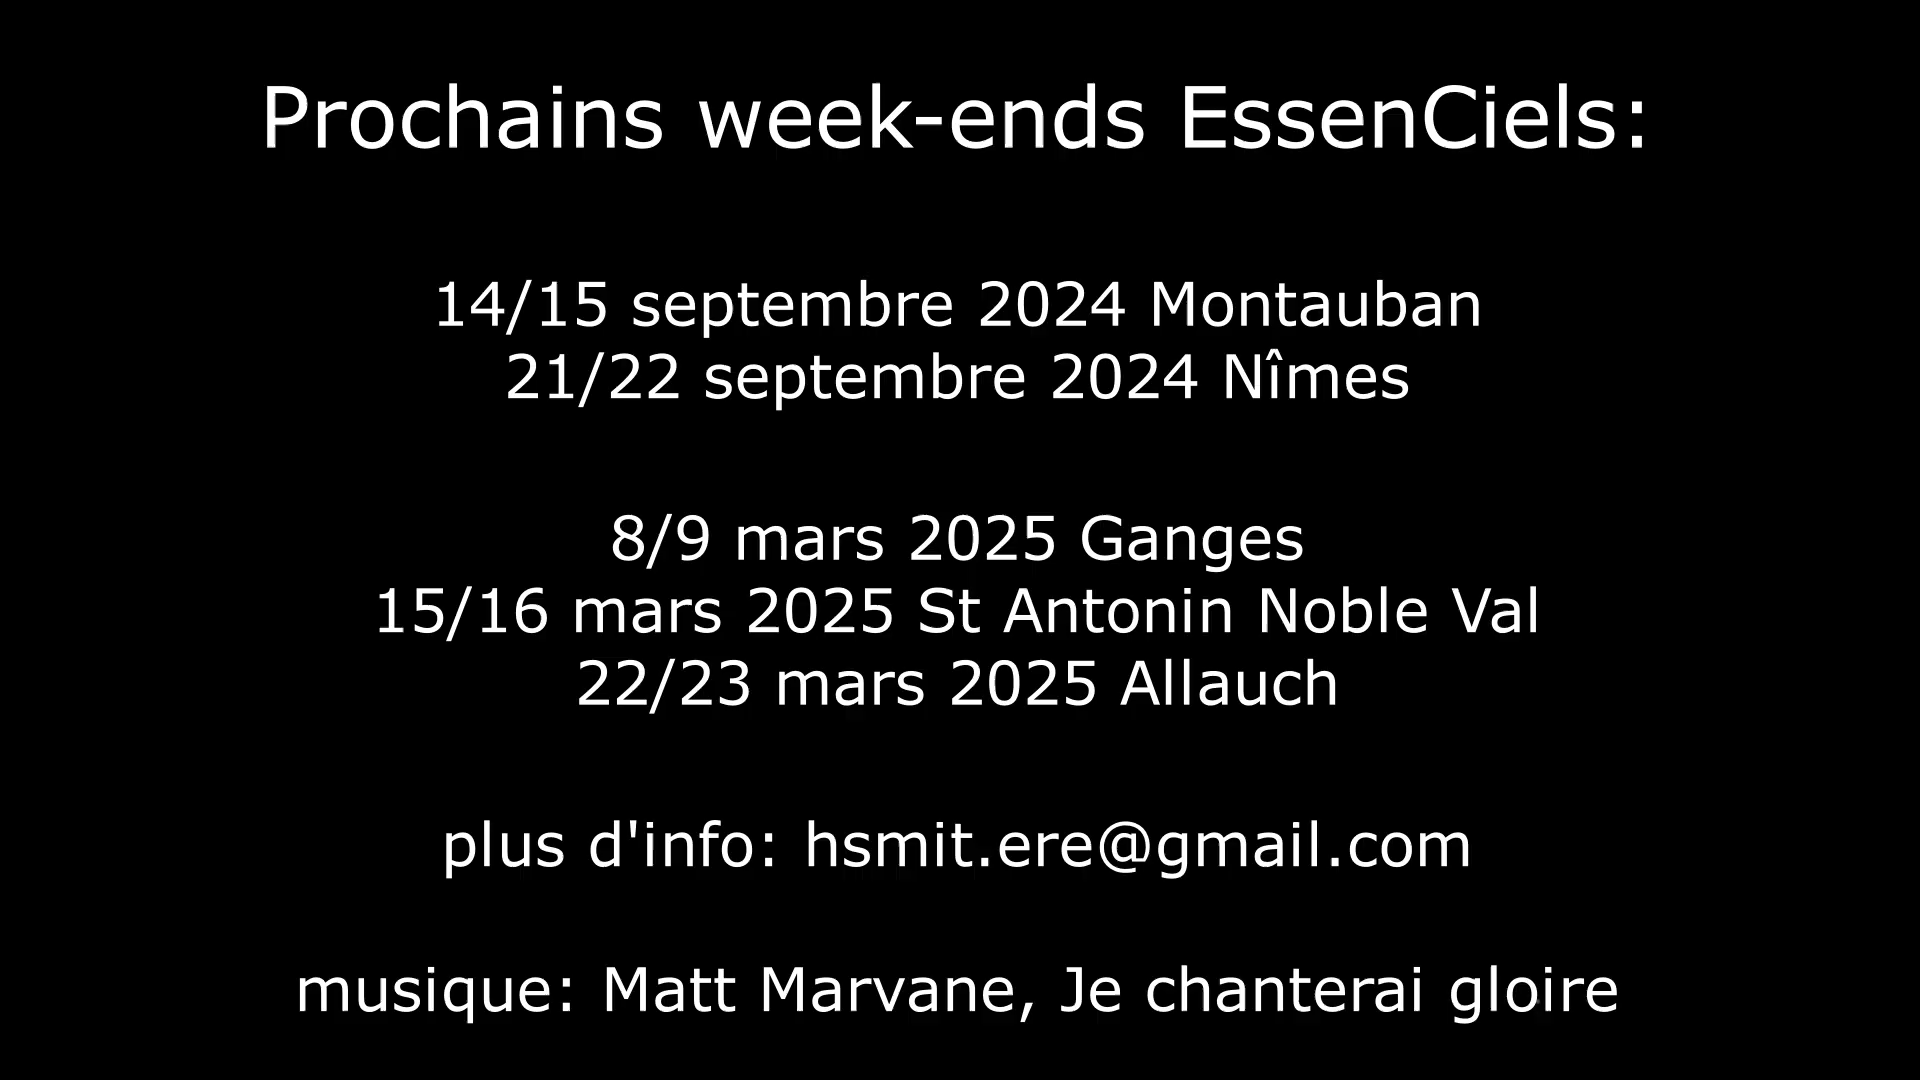 Prochains week-ends EssenCiels:
14/15 septembre 2024 Montauban
21/22 septembre 2024 Nîmes
8/9 mars 2025 Ganges
15/16 mars 2025 St Antonin Noble Val
22/23 mars 2025 Allauch
plus d'info: hsmit.ere@gmail.com
musique: Matt Marvane, Je chanterai gloire